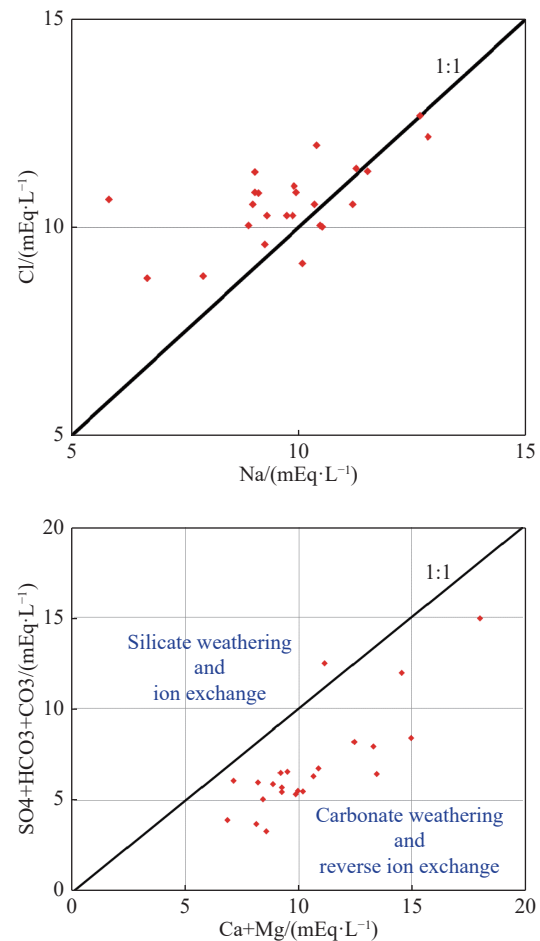 15
1:1
10
Cl/(mEq·L⁻¹)
5
5 10 15
Na/(mEq·L⁻¹)
20
1:1
15
Silicate weathering
and
ion exchange
10
SO4+HCO3+CO3/(mEq·L⁻¹)
5
Carbonate weathering
and
reverse ion exchange
0
0 5 10 15 20
Ca+Mg/(mEq·L⁻¹)